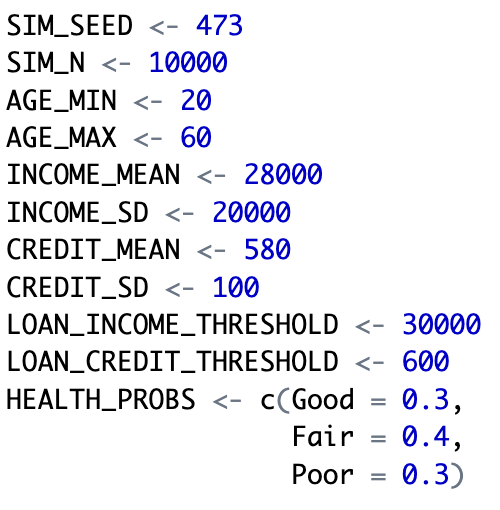 SIM_SEED <- 473
SIM_N <- 10000
AGE_MIN <- 20
AGE_MAX <- 60
INCOME_MEAN <- 28000
INCOME_SD <- 20000
CREDIT_MEAN <- 580
CREDIT_SD <- 100
LOAN_INCOME_THRESHOLD <- 30000
LOAN_CREDIT_THRESHOLD <- 600
HEALTH_PROBS <- c(Good = 0.3,
                  Fair = 0.4,
                  Poor = 0.3)